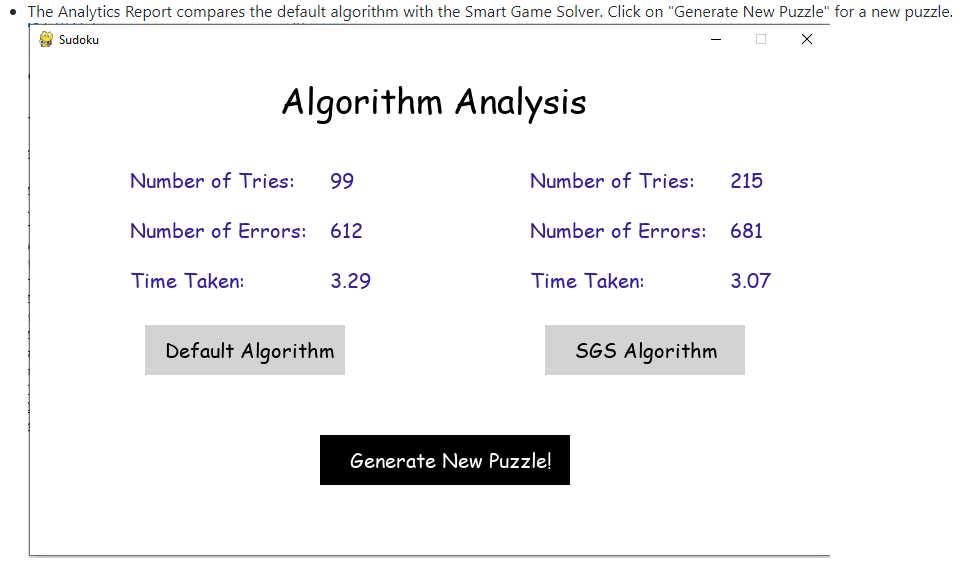 The Analytics Report compares the default algorithm with the Smart Game Solver. Click on "Generate New Puzzle" for a new puzzle.
Sudoku
Algorithm Analysis
Number of Tries: 99
Number of Tries: 215
Number of Errors: 612
Number of Errors: 681
Time Taken: 3.29
Time Taken: 3.07
Default Algorithm
SGS Algorithm
Generate New Puzzle!